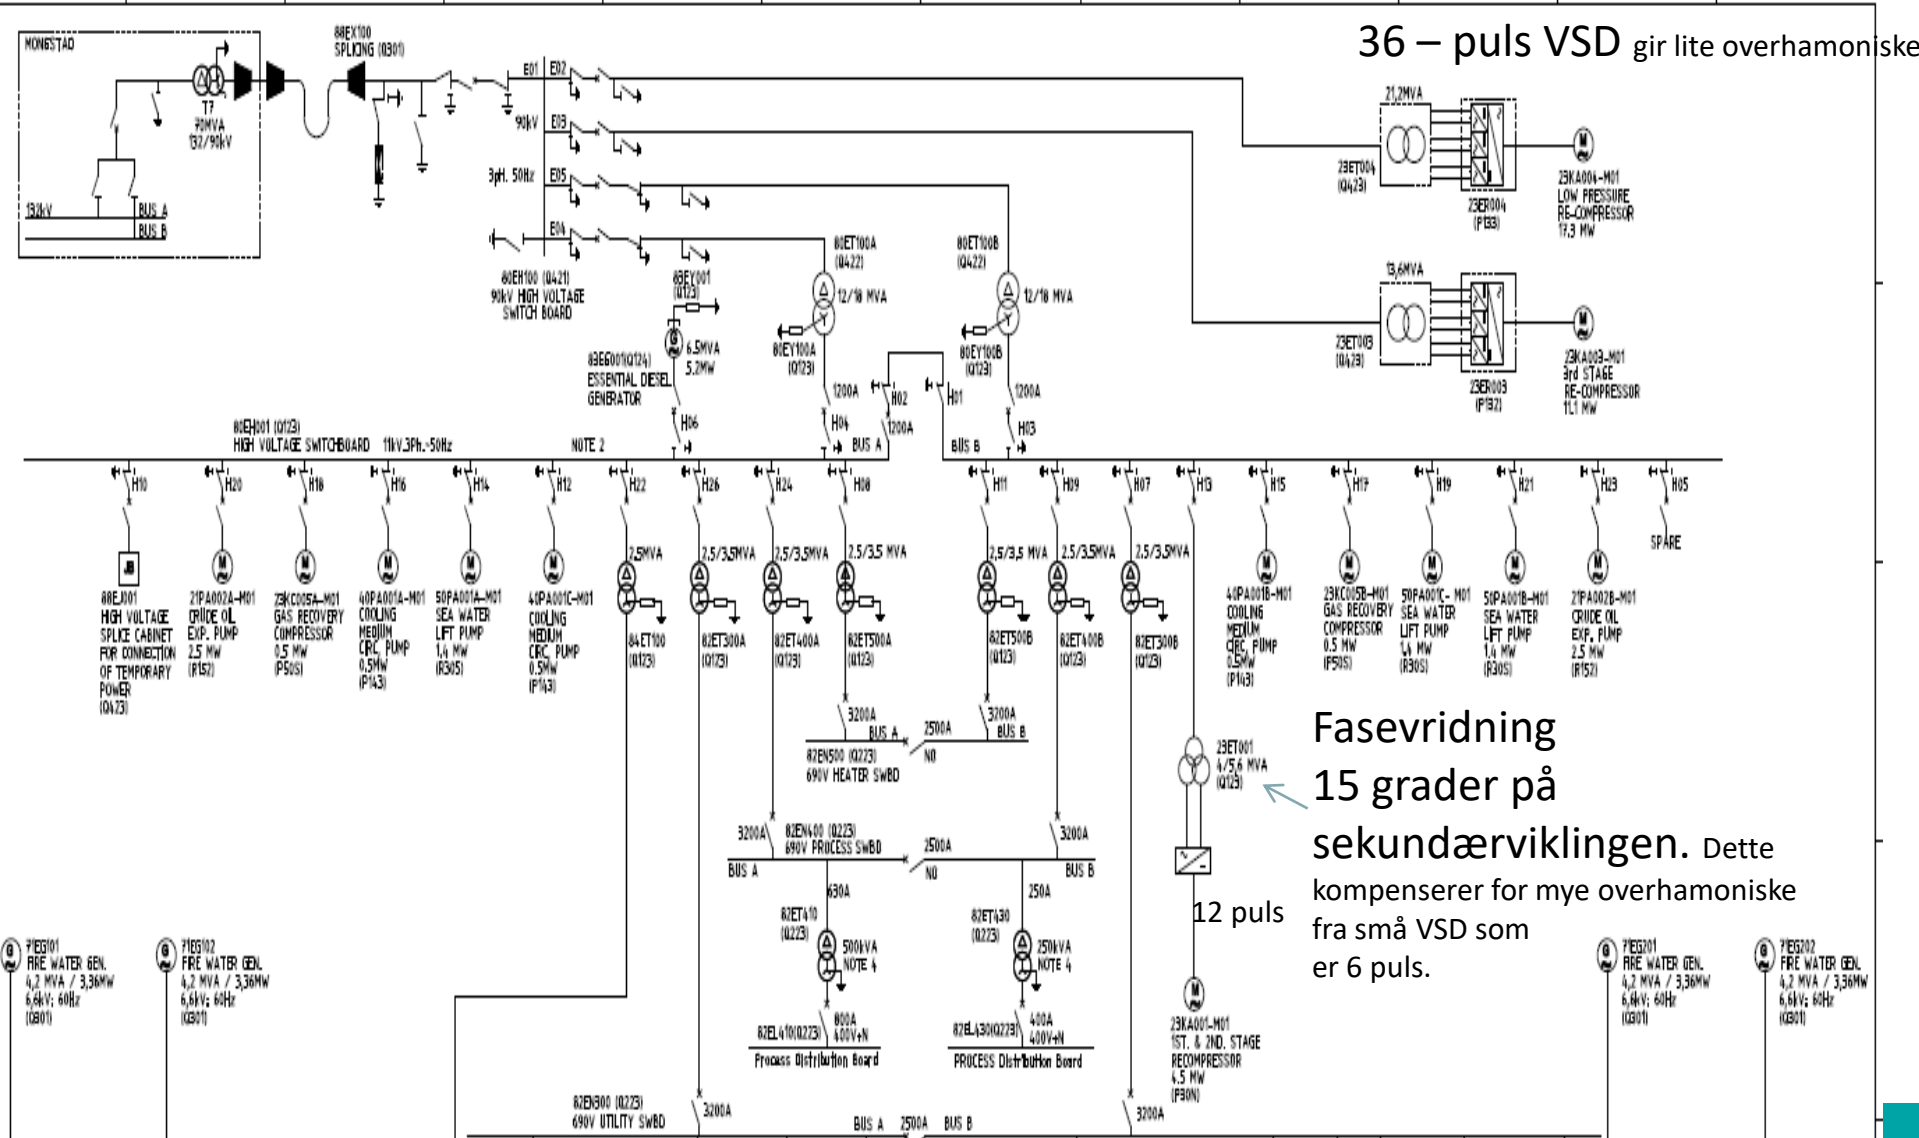 36 – puls VSD gir lite overhamoniske
MONGSTAD
T7
70MVA
132/90kV
132kV
BUS A
BUS B
88EX100
SPLICING (Q301)
E01
E02
90kV
E03
3pH. 50Hz
E05
E04
80EH100 (Q421)
90kV HIGH VOLTAGE
SWITCH BOARD
21,2MVA
23ET004
(Q423)
23ER004
(P133)
M
23KA004-M01
LOW PRESSURE
RE-COMPRESSOR
17.3 MW
13,6MVA
23ET003
(Q423)
23ER003
(P132)
M
23KA003-M01
3rd STAGE
RE-COMPRESSOR
11.1 MW
83EY001
(Q123)
G
6.5MVA
5.2MW
83EG001(Q124)
ESSENTIAL DIESEL
GENERATOR
H06
80ET100A
(Q422)
12/18 MVA
80EY100A
(Q123)
1200A
H04
80ET100B
(Q422)
12/18 MVA
80EY100B
(Q123)
1200A
H03
H02
1200A
H01
BUS A
BUS B
80EH001 (Q123)
HIGH VOLTAGE SWITCHBOARD 11kV.3Ph.~50Hz
NOTE 2
H10
H20
H18
H16
H14
H12
H22
H26
H24
H08
H11
H09
H07
H13
H15
H17
H19
H21
H23
H05
JB
88EJ001
HIGH VOLTAGE
SPLICE CABINET
FOR CONNECTION
OF TEMPORARY
POWER
(Q423)
M
21PA002A-M01
CRUDE OIL
EXP. PUMP
2.5 MW
(R152)
M
23KC005A-M01
GAS RECOVERY
COMPRESSOR
0.5 MW
(P50S)
M
40PA001A-M01
COOLING
MEDIUM
CIRC. PUMP
0.5MW
(P143)
M
50PA001A-M01
SEA WATER
LIFT PUMP
1,4 MW
(R30S)
M
40PA001C-M01
COOLING
MEDIUM
CIRC. PUMP
0.5MW
(P143)
2.5MVA
84ET100
(Q123)
2.5/3.5MVA
82ET300A
(Q123)
2.5/3.5MVA
82ET400A
(Q123)
2.5/3.5 MVA
82ET500A
(Q123)
2,5/3,5 MVA
82ET500B
(Q123)
2.5/3.5MVA
82ET400B
(Q123)
2.5/3.5MVA
82ET300B
(Q123)
M
40PA001B-M01
COOLING
MEDIUM
CIRC. PUMP
0.5MW
(P143)
M
23KC005B-M01
GAS RECOVERY
COMPRESSOR
0.5 MW
(P50S)
M
50PA001C- M01
SEA WATER
LIFT PUMP
1,4 MW
(R30S)
M
50PA001B-M01
SEA WATER
LIFT PUMP
1,4 MW
(R30S)
M
21PA002B-M01
CRUDE OIL
EXP. PUMP
2.5 MW
(R152)
SPARE
3200A
BUS A
2500A
NO
3200A
BUS B
82EN500 (Q223)
690V HEATER SWBD
23ET001
4/5,6 MVA
(Q123)
Fasevridning
15 grader på
sekundærviklingen. Dette
kompenserer for mye overhamoniske
fra små VSD som
er 6 puls.
12 puls
3200A
82EN400 (Q223)
690V PROCESS SWBD
2500A
NO
3200A
BUS A
BUS B
630A
82ET410
(Q223)
500kVA
NOTE 4
82EL410(Q223)
800A
400V+N
Process Distribution Board
250A
82ET430
(Q223)
250kVA
NOTE 4
82EL430(Q223)
400A
400V+N
PROCESS Distribution Board
M
23KA001-M01
1ST. & 2ND. STAGE
RECOMPRESSOR
4.5 MW
(P30N)
G
71EG101
FIRE WATER GEN.
4,2 MVA / 3,36MW
6,6kV; 60Hz
(Q301)
G
71EG102
FIRE WATER GEN.
4,2 MVA / 3,36MW
6,6kV; 60Hz
(Q301)
G
71EG201
FIRE WATER GEN.
4,2 MVA / 3,36MW
6,6kV; 60Hz
(Q301)
G
71EG202
FIRE WATER GEN.
4,2 MVA / 3,36MW
6,6kV; 60Hz
(Q301)
82EN300 (Q223)
690V UTILITY SWBD
3200A
BUS A
2500A
BUS B
3200A